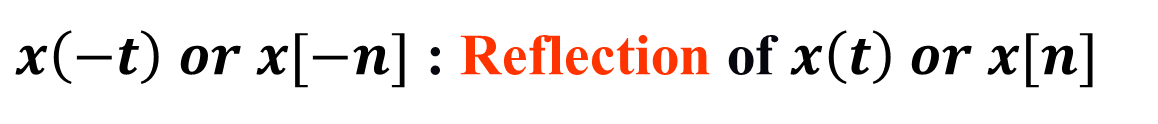 x(−t) or x[−n] : Reflection of x(t) or x[n]